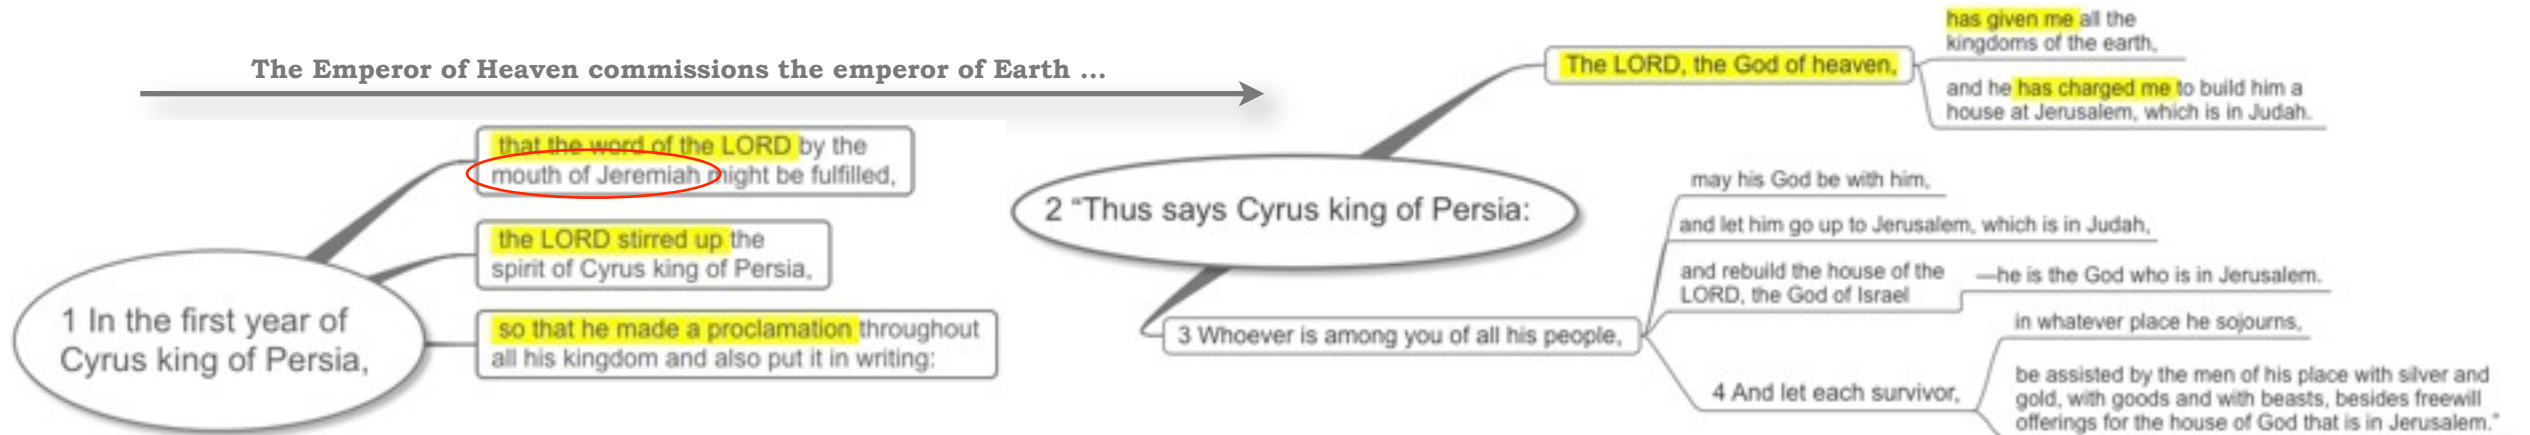 The Emperor of Heaven commissions the emperor of Earth ...
1 In the first year of
Cyrus king of Persia,
that the word of the LORD by the
mouth of Jeremiah might be fulfilled,
the LORD stirred up the
spirit of Cyrus king of Persia,
so that he made a proclamation throughout
all his kingdom and also put it in writing:
2 “Thus says Cyrus king of Persia:
The LORD, the God of heaven,
has given me all the
kingdoms of the earth,
and he has charged me to build him a
house at Jerusalem, which is in Judah.
3 Whoever is among you of all his people,
may his God be with him,
and let him go up to Jerusalem, which is in Judah,
and rebuild the house of the
LORD, the God of Israel
—he is the God who is in Jerusalem.
4 And let each survivor,
in whatever place he sojourns,
be assisted by the men of his place with silver and
gold, with goods and with beasts, besides freewill
offerings for the house of God that is in Jerusalem.”